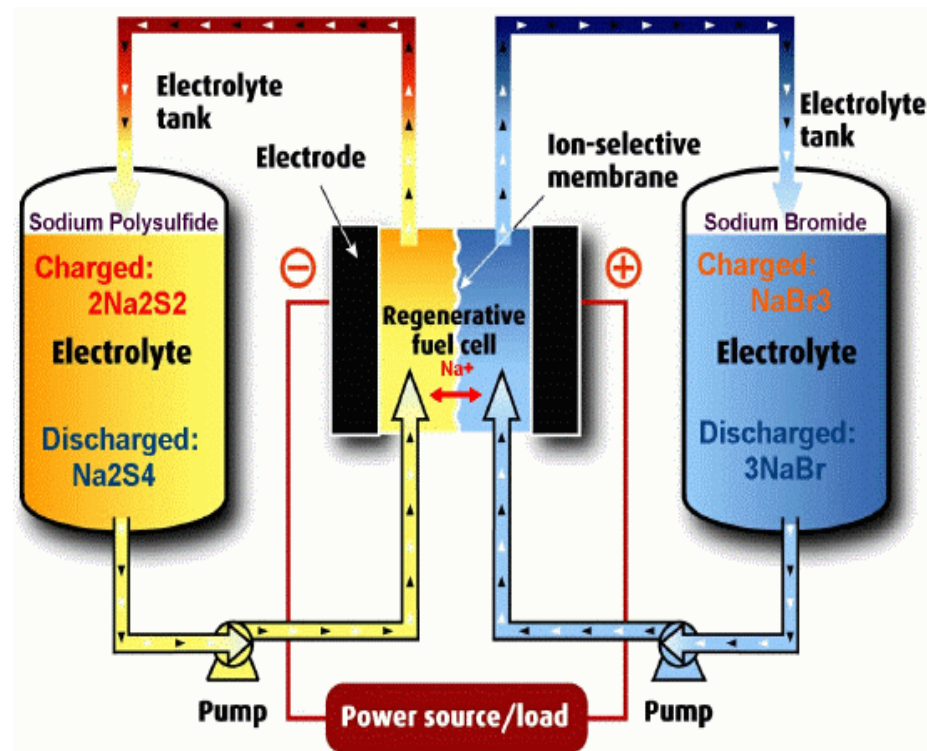 Electrolyte
tank
Electrode
Ion-selective
membrane
Electrolyte
tank
Sodium Polysulfide
Charged:
2Na2S2
Electrolyte
Discharged:
Na2S4
−
+
Regenerative
fuel cell
Na+
Sodium Bromide
Charged:
NaBr3
Electrolyte
Discharged:
3NaBr
Pump
Power source/load
Pump